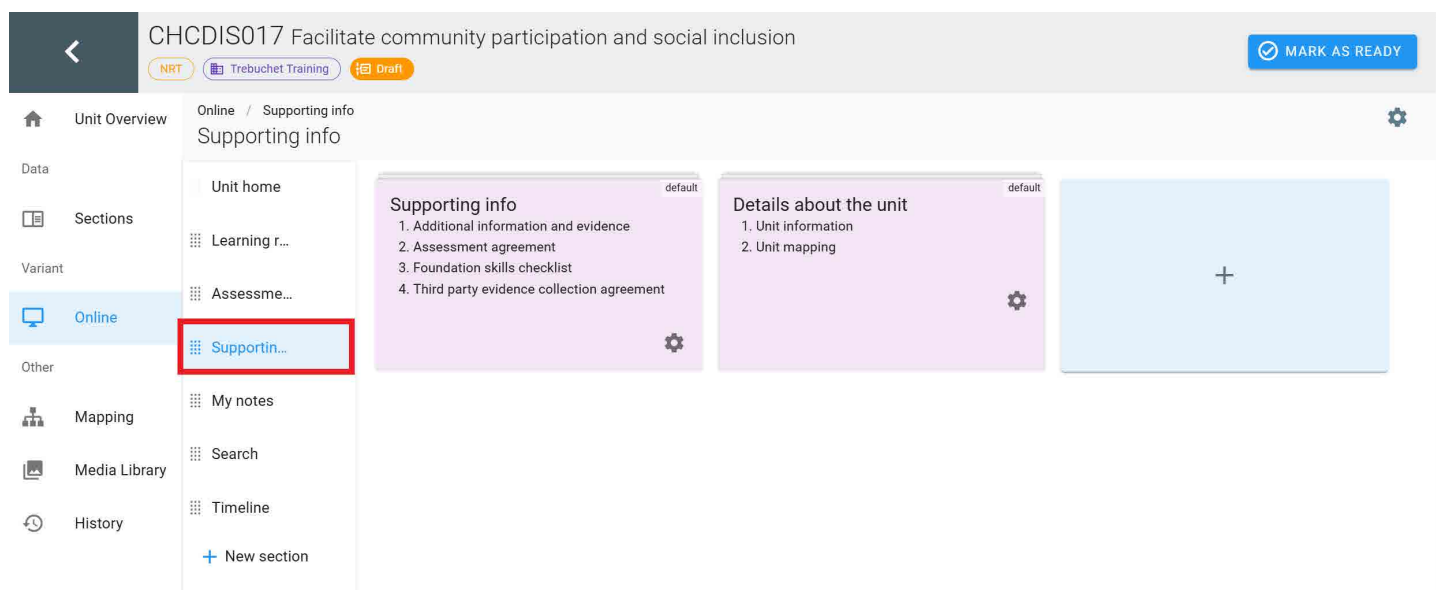 CHCDIS017 Facilitate community participation and social inclusion
NRT
Trebuchet Training
Draft
MARK AS READY
Unit Overview
Data
Sections
Variant
Online
Other
Mapping
Media Library
History
Online / Supporting info
Supporting info
Unit home
Learning r...
Assessme...
Supportin...
My notes
Search
Timeline
+ New section
default
Supporting info
1. Additional information and evidence
2. Assessment agreement
3. Foundation skills checklist
4. Third party evidence collection agreement
default
Details about the unit
1. Unit information
2. Unit mapping
+